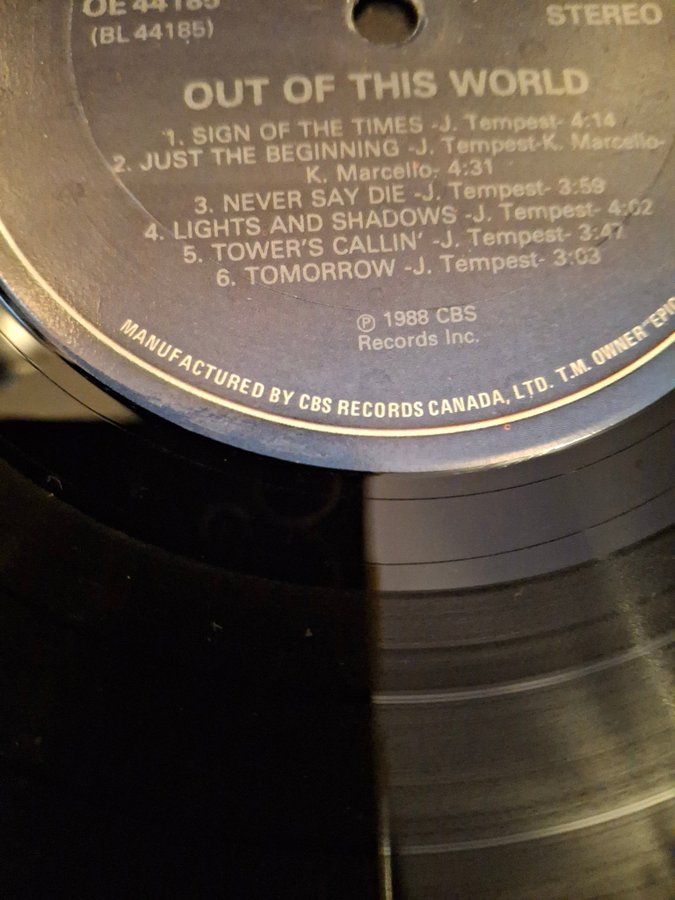 OE 44185
(BL 44185)
STEREO
OUT OF THIS WORLD
1. SIGN OF THE TIMES -J. Tempest- 4:14
2. JUST THE BEGINNING -J. Tempest-K. Marcello-
K. Marcello- 4:31
3. NEVER SAY DIE -J. Tempest- 3:59
4. LIGHTS AND SHADOWS -J. Tempest- 4:02
5. TOWER'S CALLIN' -J. Tempest- 3:47
6. TOMORROW -J. Tempest- 3:03
℗ 1988 CBS
Records Inc.
MANUFACTURED BY CBS RECORDS CANADA, LTD. T.M. OWNER "EPIC